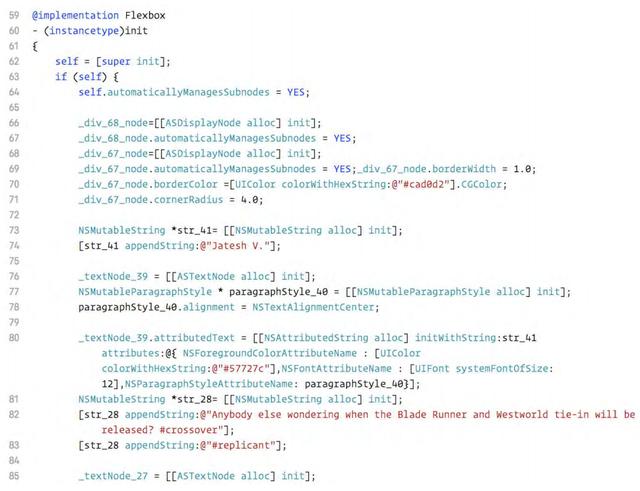 59 @implementation Flexbox
60 - (instancetype)init
61 {
62 self = [super init];
63 if (self) {
64 self.automaticallyManagesSubnodes = YES;
65
66 _div_68_node=[[ASDisplayNode alloc] init];
67 _div_68_node.automaticallyManagesSubnodes = YES;
68 _div_67_node=[[ASDisplayNode alloc] init];
69 _div_67_node.automaticallyManagesSubnodes = YES;_div_67_node.borderWidth = 1.0;
70 _div_67_node.borderColor =[UIColor colorWithHexString:@"#cad0d2"].CGColor;
71 _div_67_node.cornerRadius = 4.0;
72
73 NSMutableString *str_41= [[NSMutableString alloc] init];
74 [str_41 appendString:@"Jatesh V."];
75
76 _textNode_39 = [[ASTextNode alloc] init];
77 NSMutableParagraphStyle * paragraphStyle_40 = [[NSMutableParagraphStyle alloc] init];
78 paragraphStyle_40.alignment = NSTextAlignmentCenter;
79
80 _textNode_39.attributedText = [[NSAttributedString alloc] initWithString:str_41
attributes:@{ NSForegroundColorAttributeName : [UIColor
colorWithHexString:@"#57727c"],NSFontAttributeName : [UIFont systemFontOfSize:
12],NSParagraphStyleAttributeName: paragraphStyle_40}];
81 NSMutableString *str_28= [[NSMutableString alloc] init];
82 [str_28 appendString:@"Anybody else wondering when the Blade Runner and Westworld tie-in will be
released? #crossover"];
83 [str_28 appendString:@"#replicant"];
84
85 _textNode_27 = [[ASTextNode alloc] init];